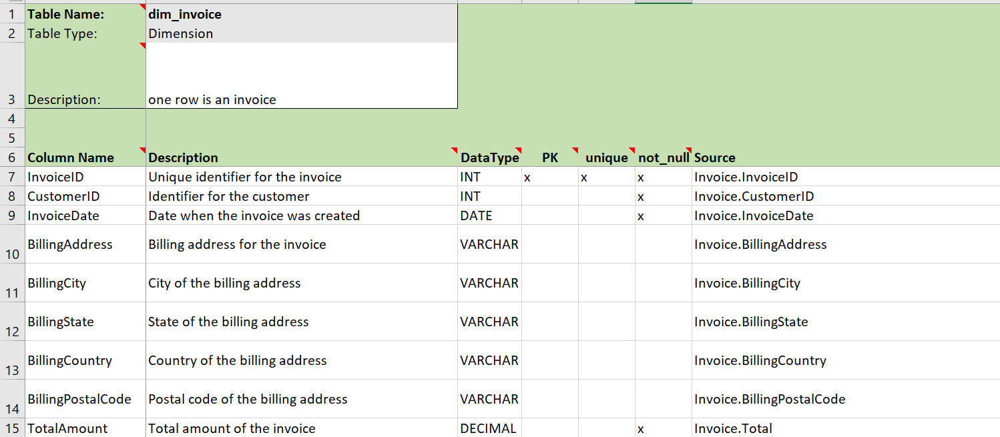 1 Table Name: dim_invoice
2 Table Type: Dimension
3 Description: one row is an invoice
4
5
6 Column Name Description DataType PK unique not_null Source
7 InvoiceID Unique identifier for the invoice INT x x x Invoice.InvoiceID
8 CustomerID Identifier for the customer INT x Invoice.CustomerID
9 InvoiceDate Date when the invoice was created DATE x Invoice.InvoiceDate
10 BillingAddress Billing address for the invoice VARCHAR Invoice.BillingAddress
11 BillingCity City of the billing address VARCHAR Invoice.BillingCity
12 BillingState State of the billing address VARCHAR Invoice.BillingState
13 BillingCountry Country of the billing address VARCHAR Invoice.BillingCountry
14 BillingPostalCode Postal code of the billing address VARCHAR Invoice.BillingPostalCode
15 TotalAmount Total amount of the invoice DECIMAL x Invoice.Total